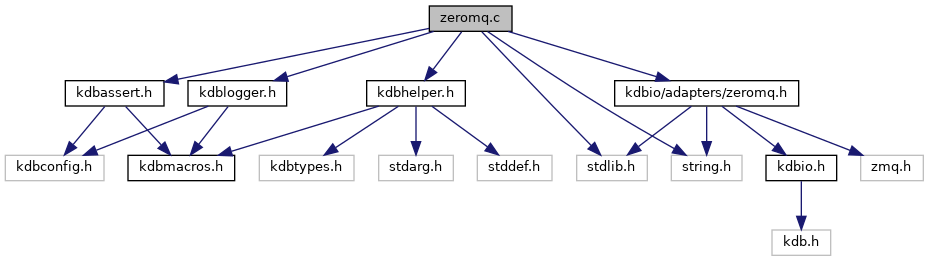 zeromq.c
kdbassert.h
kdblogger.h
kdbhelper.h
kdbio/adapters/zeromq.h
kdbconfig.h
kdbmacros.h
kdbtypes.h
stdarg.h
stddef.h
stdlib.h
string.h
kdbio.h
zmq.h
kdb.h